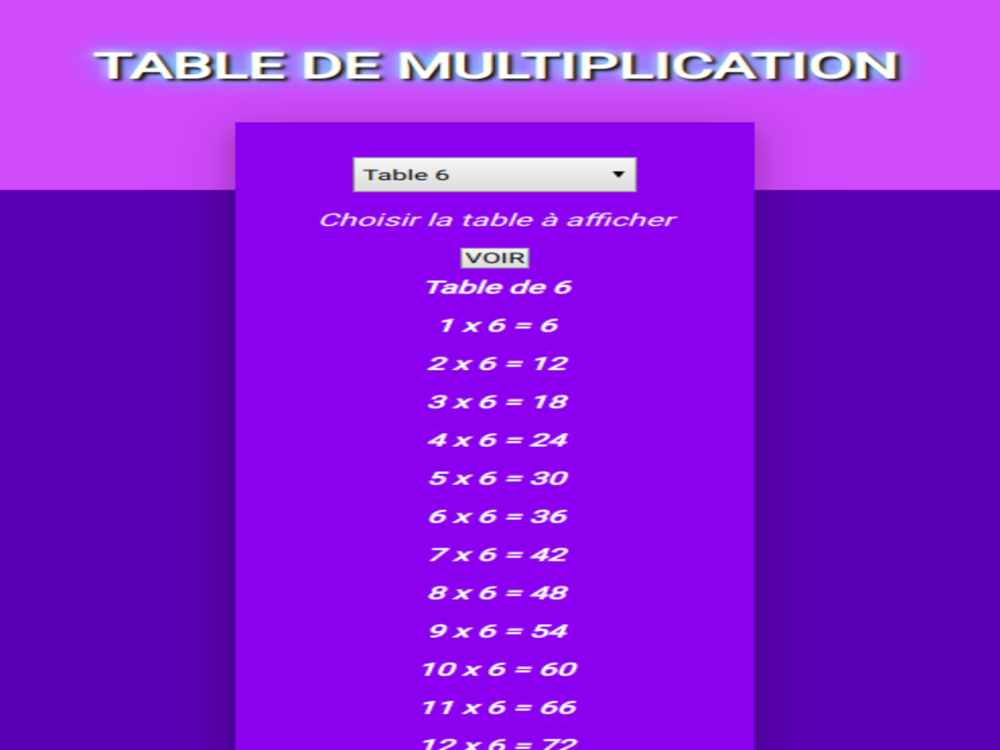 TABLE DE MULTIPLICATION
Table 6
Choisir la table à afficher
VOIR
Table de 6
1 x 6 = 6
2 x 6 = 12
3 x 6 = 18
4 x 6 = 24
5 x 6 = 30
6 x 6 = 36
7 x 6 = 42
8 x 6 = 48
9 x 6 = 54
10 x 6 = 60
11 x 6 = 66
12 x 6 = 72